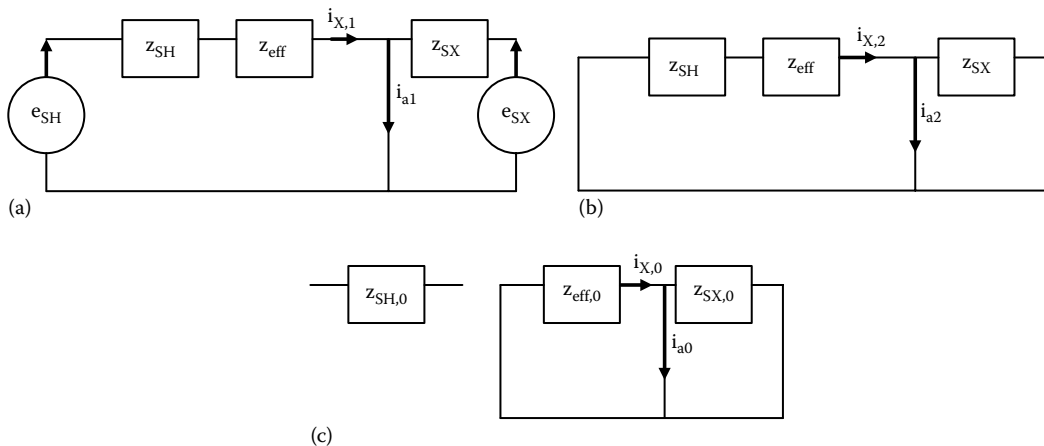 i_X,1
z_SH
z_eff
z_SX
i_a1
e_SH
e_SX
(a)
i_X,2
z_SH
z_eff
z_SX
i_a2
(b)
i_X,0
z_SH,0
z_eff,0
z_SX,0
i_a0
(c)